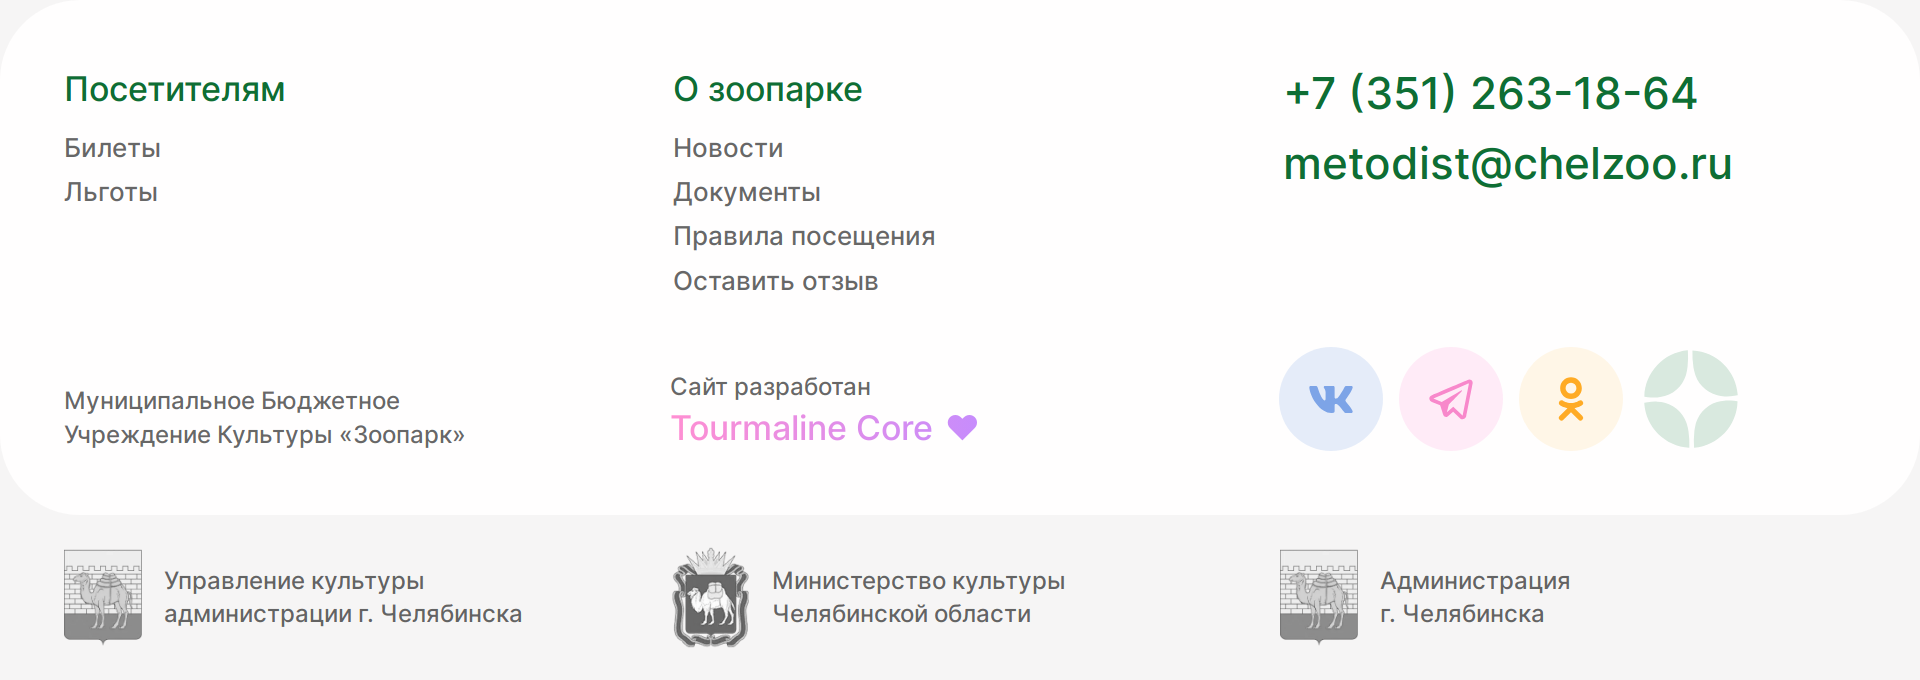 Посетителям
Билеты
Льготы
О зоопарке
Новости
Документы
Правила посещения
Оставить отзыв
+7 (351) 263-18-64
metodist@chelzoo.ru
Муниципальное Бюджетное
Учреждение Культуры «Зоопарк»
Сайт разработан
Tourmaline Core
Управление культуры
администрации г. Челябинска
Министерство культуры
Челябинской области
Администрация
г. Челябинска